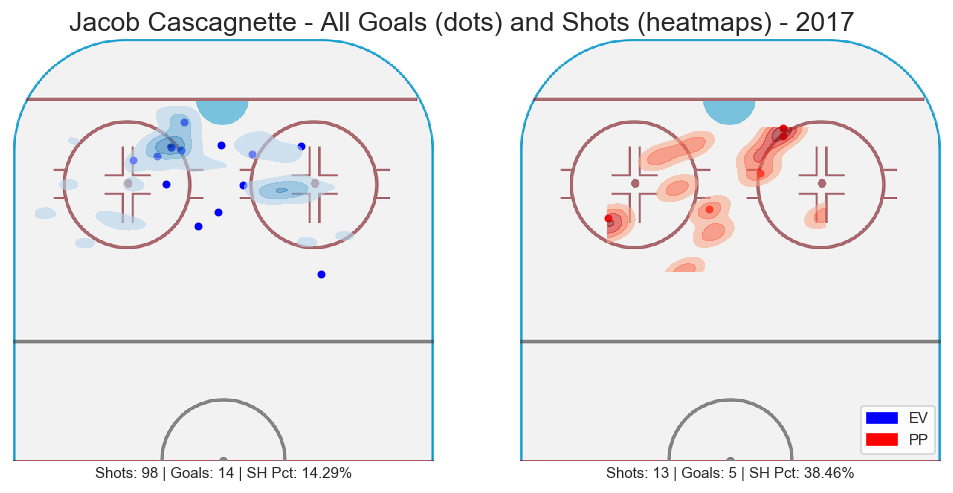 Jacob Cascagnette - All Goals (dots) and Shots (heatmaps) - 2017
EV
PP
Shots: 98 | Goals: 14 | SH Pct: 14.29%
Shots: 13 | Goals: 5 | SH Pct: 38.46%